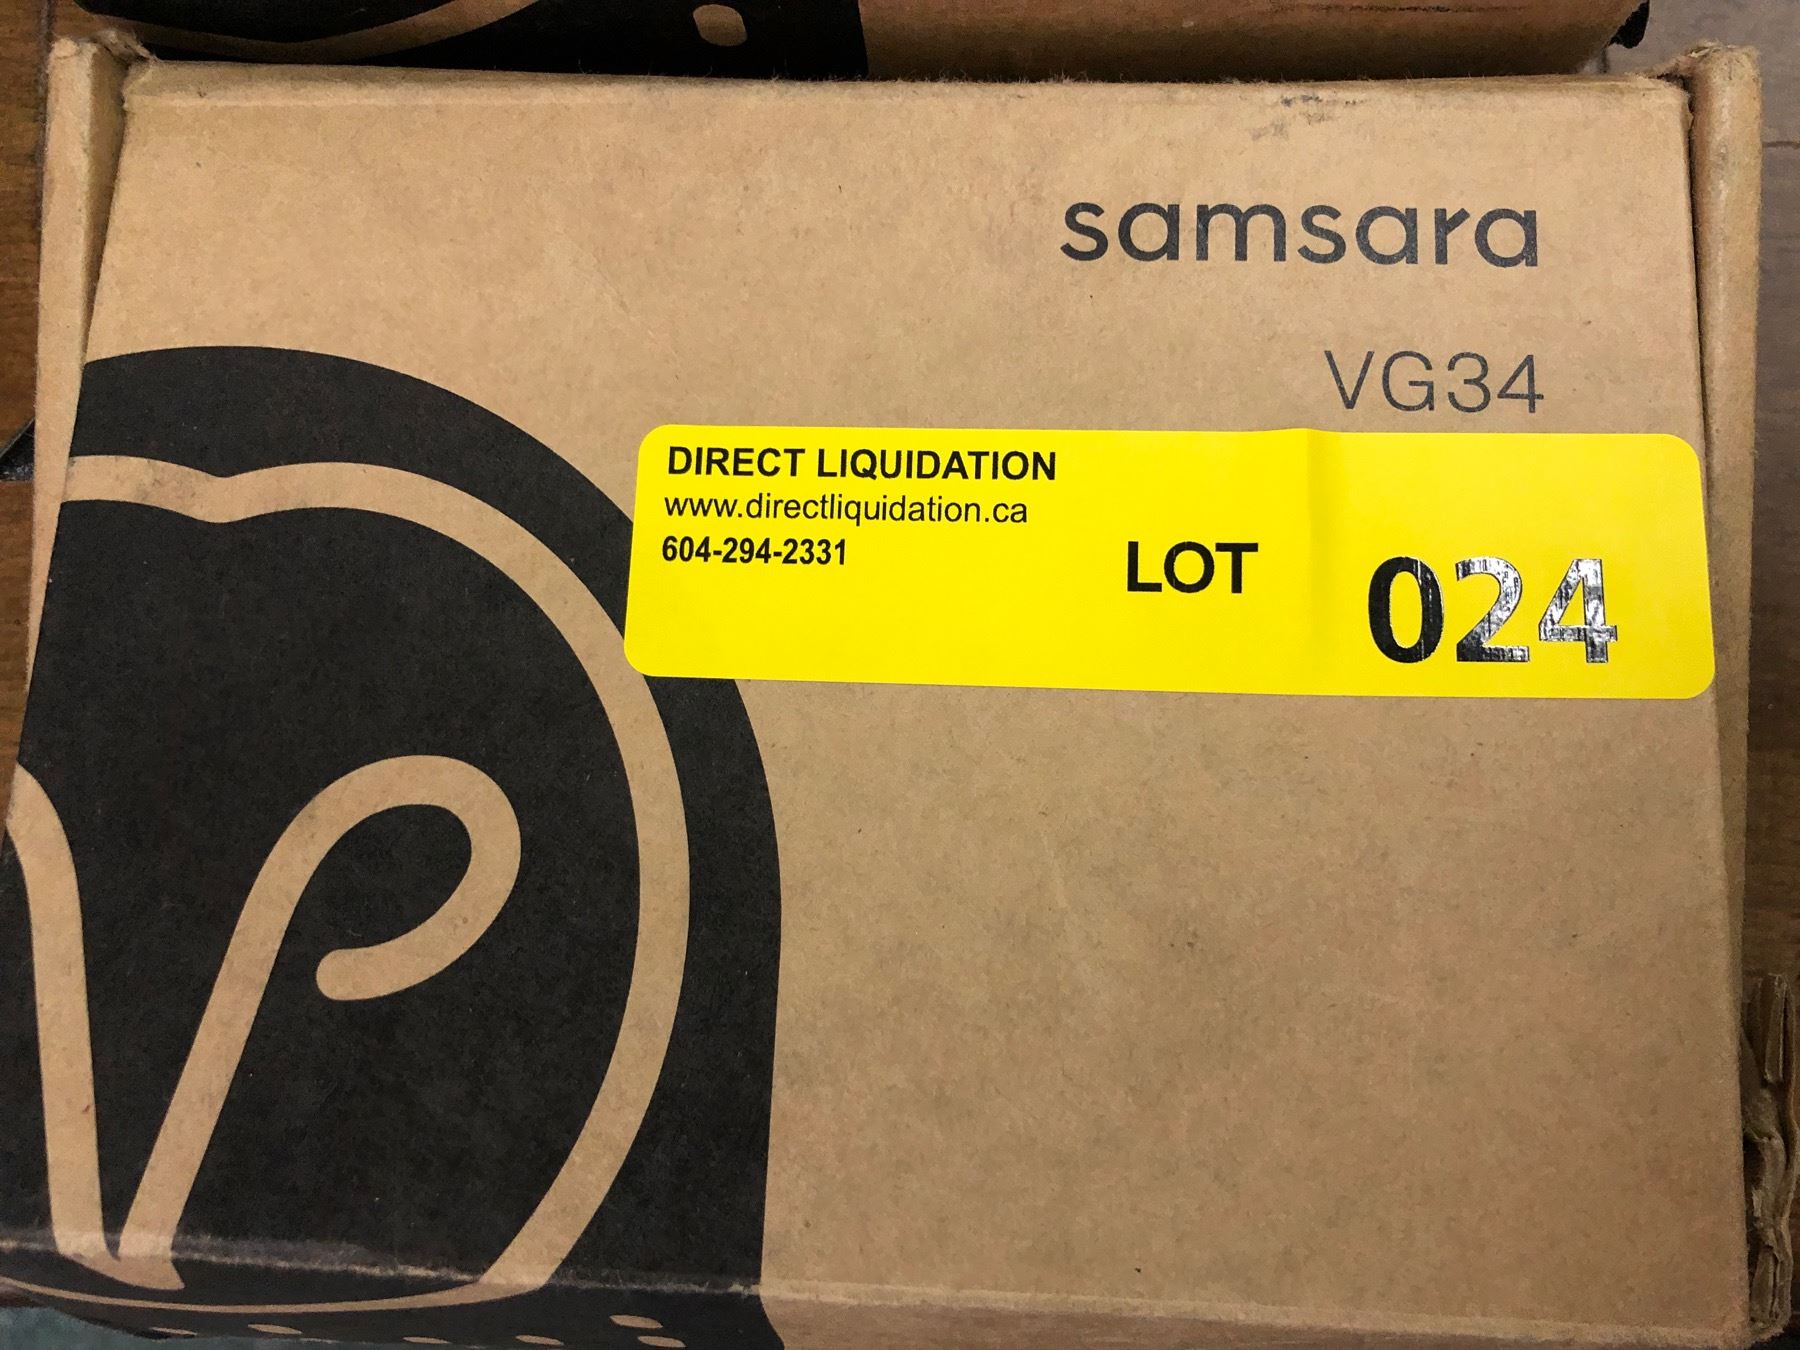 samsara
VG34
DIRECT LIQUIDATION
www.directliquidation.ca
604-294-2331
LOT 024